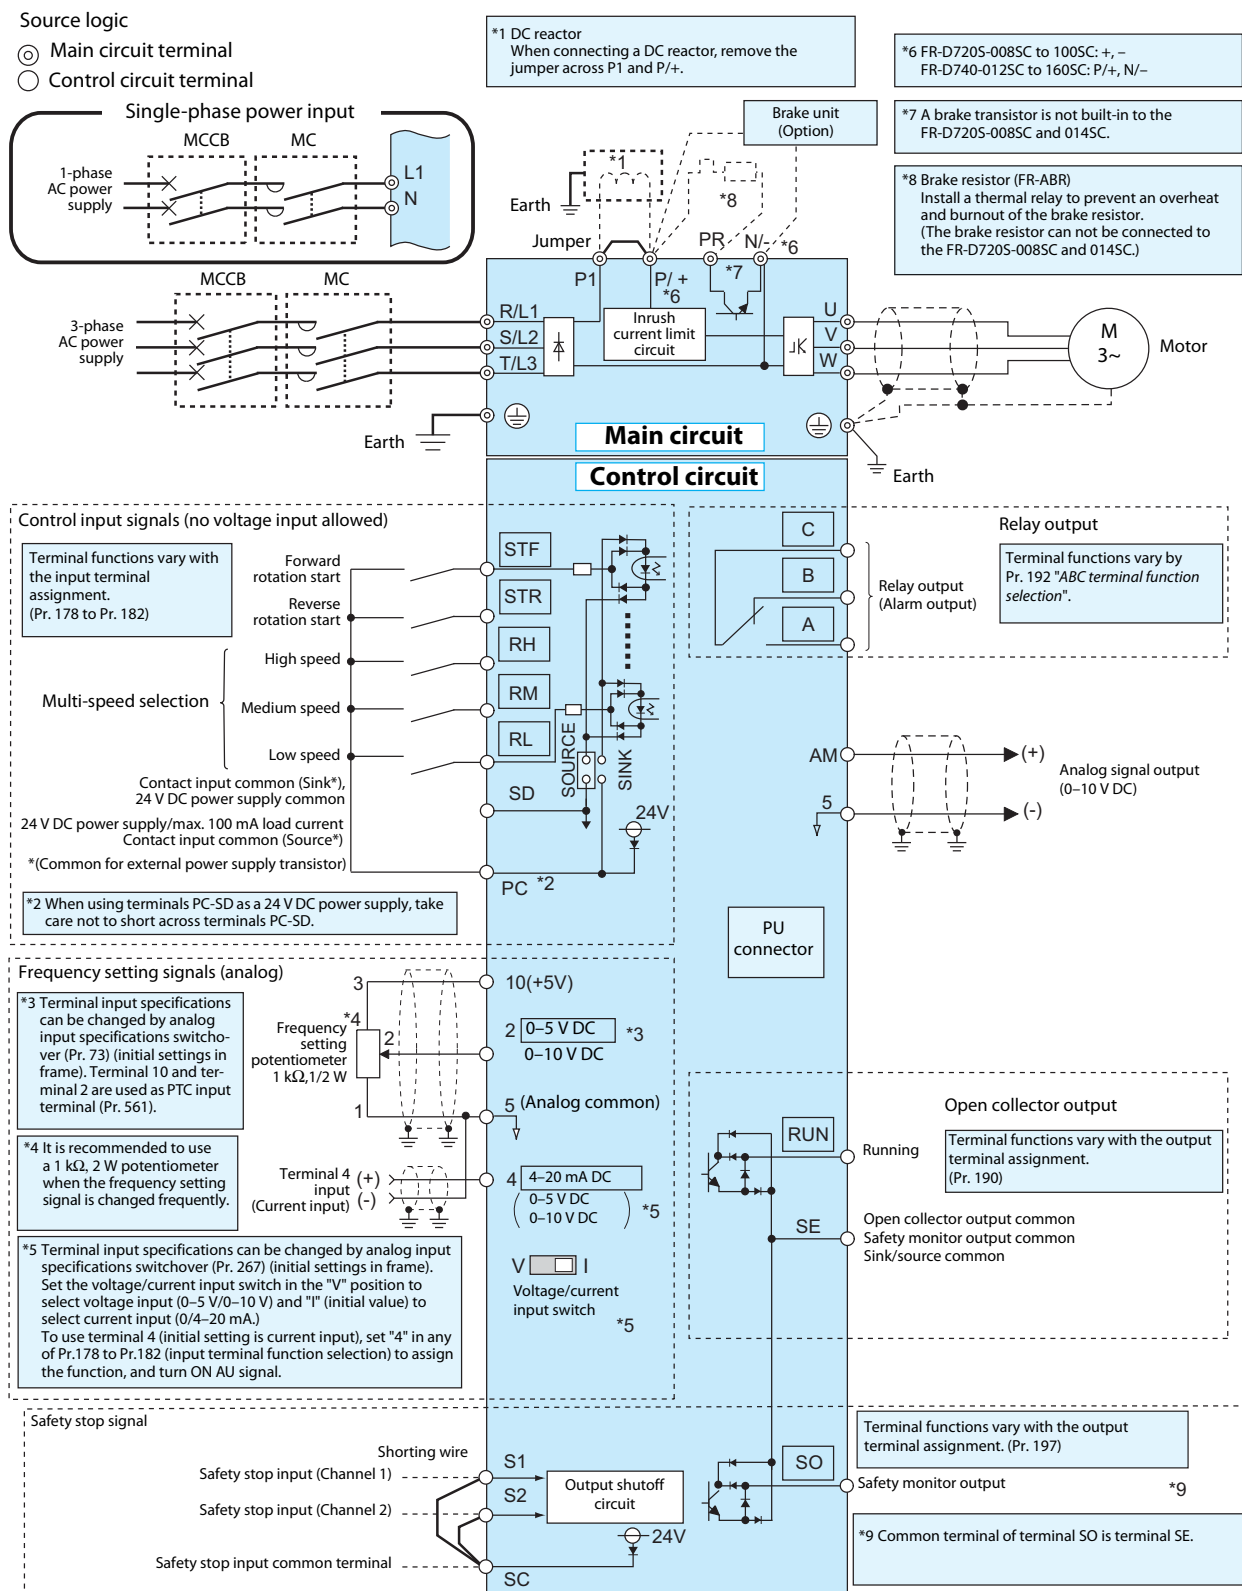 Source logic
Main circuit terminal
Control circuit terminal
*1 DC reactor
When connecting a DC reactor, remove the
jumper across P1 and P/+.
*6 FR-D720S-008SC to 100SC: +, –
FR-D740-012SC to 160SC: P/+, N/–
*7 A brake transistor is not built-in to the
FR-D720S-008SC and 014SC.
*8 Brake resistor (FR-ABR)
Install a thermal relay to prevent an overheat
and burnout of the brake resistor.
(The brake resistor can not be connected to
the FR-D720S-008SC and 014SC.)
Single-phase power input
MCCB
MC
1-phase
AC power
supply
L1
N
Brake unit
(Option)
*1
*8
Earth
Jumper
PR
N/-
*6
P1
P/ +
*6
*7
MCCB
MC
3-phase
AC power
supply
R/L1
S/L2
T/L3
Inrush
current limit
circuit
U
V
W
M
3~
Motor
Earth
Main circuit
Earth
Control circuit
Control input signals (no voltage input allowed)
Terminal functions vary with
the input terminal
assignment.
(Pr. 178 to Pr. 182)
Forward
rotation start
Reverse
rotation start
High speed
Multi-speed selection
Medium speed
Low speed
Contact input common (Sink*),
24 V DC power supply common
24 V DC power supply/max. 100 mA load current
Contact input common (Source*)
*(Common for external power supply transistor)
STF
STR
RH
RM
RL
SD
SOURCE
SINK
24V
PC
*2
*2 When using terminals PC-SD as a 24 V DC power supply, take
care not to short across terminals PC-SD.
C
B
A
Relay output
Relay output
(Alarm output)
Terminal functions vary by
Pr. 192 "ABC terminal function
selection".
AM
(+)
Analog signal output
(0–10 V DC)
5
(-)
PU
connector
Frequency setting signals (analog)
*3 Terminal input specifications
can be changed by analog
input specifications switcho-
ver (Pr. 73) (initial settings in
frame). Terminal 10 and ter-
minal 2 are used as PTC input
terminal (Pr. 561).
*4 It is recommended to use
a 1 kΩ, 2 W potentiometer
when the frequency setting
signal is changed frequently.
3
*4
Frequency
setting
potentiometer
1 kΩ,1/2 W
2
1
10(+5V)
2
0–5 V DC
*3
0–10 V DC
5 (Analog common)
Terminal 4
input
(Current input)
(+)
(-)
4
4–20 mA DC
0–5 V DC
0–10 V DC
*5
V
I
Voltage/current
input switch
*5
*5 Terminal input specifications can be changed by analog input
specifications switchover (Pr. 267) (initial settings in frame).
Set the voltage/current input switch in the "V" position to
select voltage input (0–5 V/0–10 V) and "I" (initial value) to
select current input (0/4–20 mA.)
To use terminal 4 (initial setting is current input), set "4" in any
of Pr.178 to Pr.182 (input terminal function selection) to assign
the function, and turn ON AU signal.
Open collector output
RUN
Running
Terminal functions vary with the output
terminal assignment.
(Pr. 190)
SE
Open collector output common
Safety monitor output common
Sink/source common
Safety stop signal
Shorting wire
Safety stop input (Channel 1)
Safety stop input (Channel 2)
Safety stop input common terminal
S1
S2
Output shutoff
circuit
24V
SC
Terminal functions vary with the output
terminal assignment. (Pr. 197)
SO
Safety monitor output
*9
*9 Common terminal of terminal SO is terminal SE.